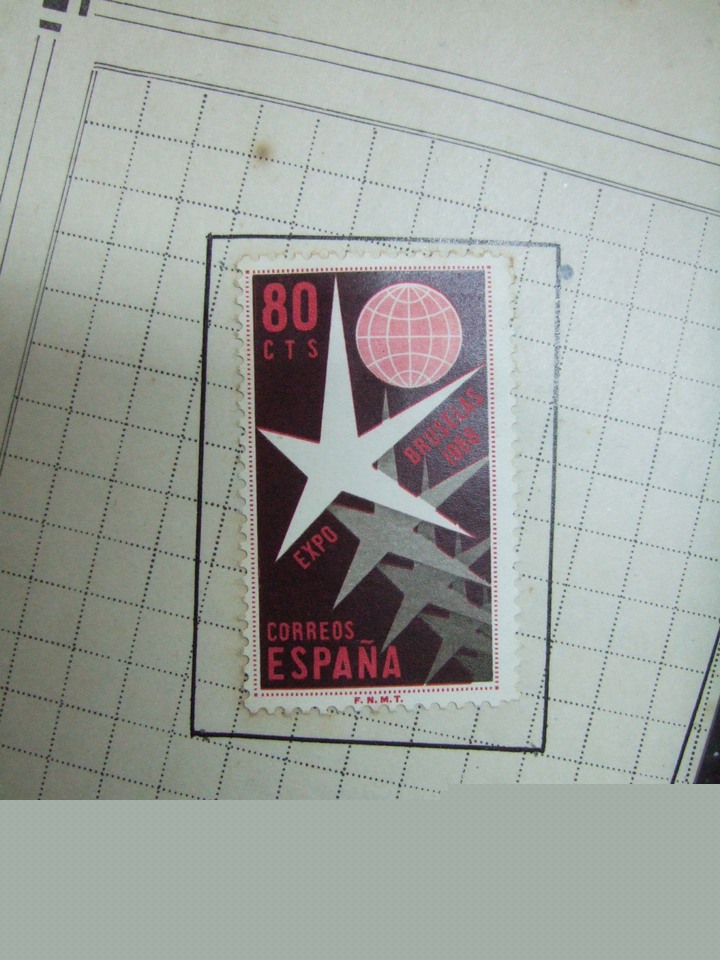 80
CTS
BRUSELAS
1958
EXPO
CORREOS
ESPAÑA
F.N.M.T.